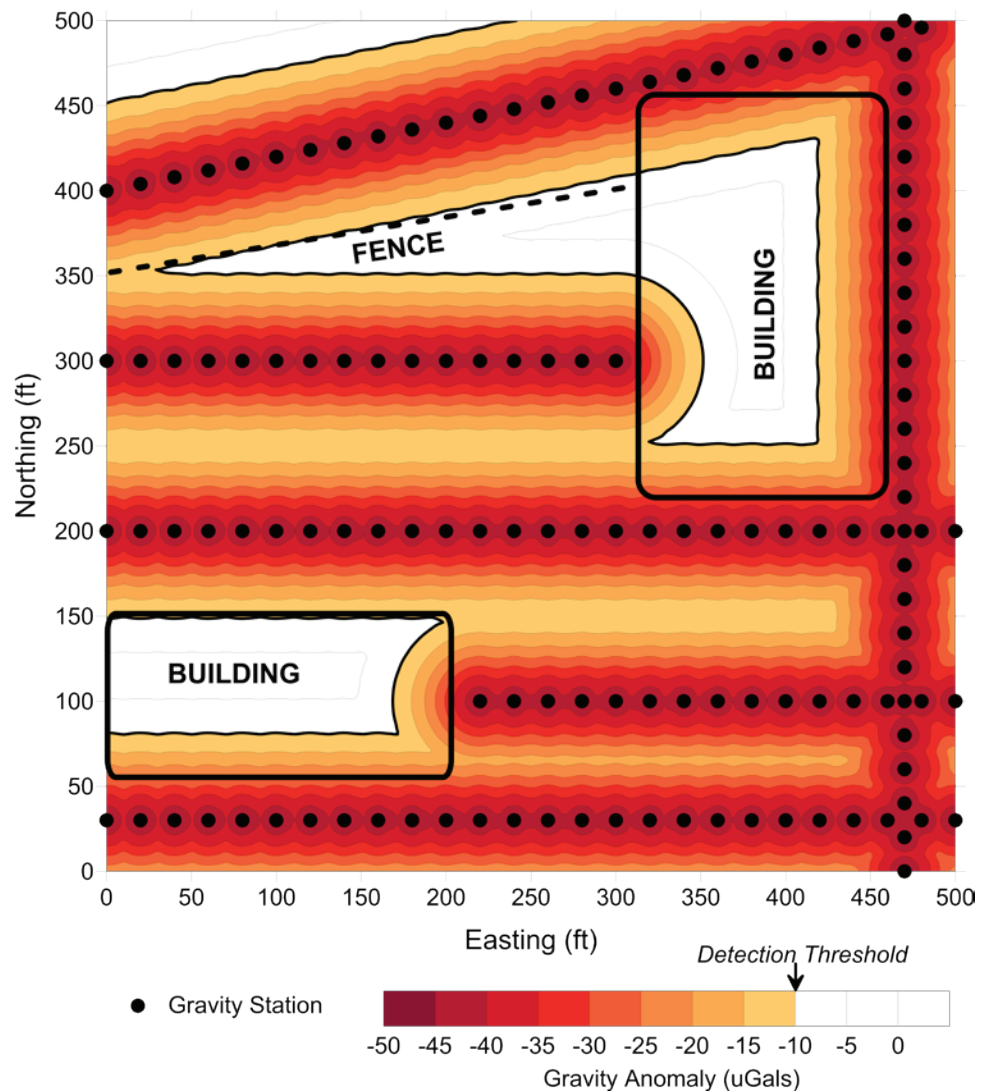 500
450
400
350
300
250
200
150
100
50
0
Northing (ft)
FENCE
BUILDING
BUILDING
0 50 100 150 200 250 300 350 400 450 500
Easting (ft)
Detection Threshold
Gravity Station
-50 -45 -40 -35 -30 -25 -20 -15 -10 -5 0
Gravity Anomaly (uGals)